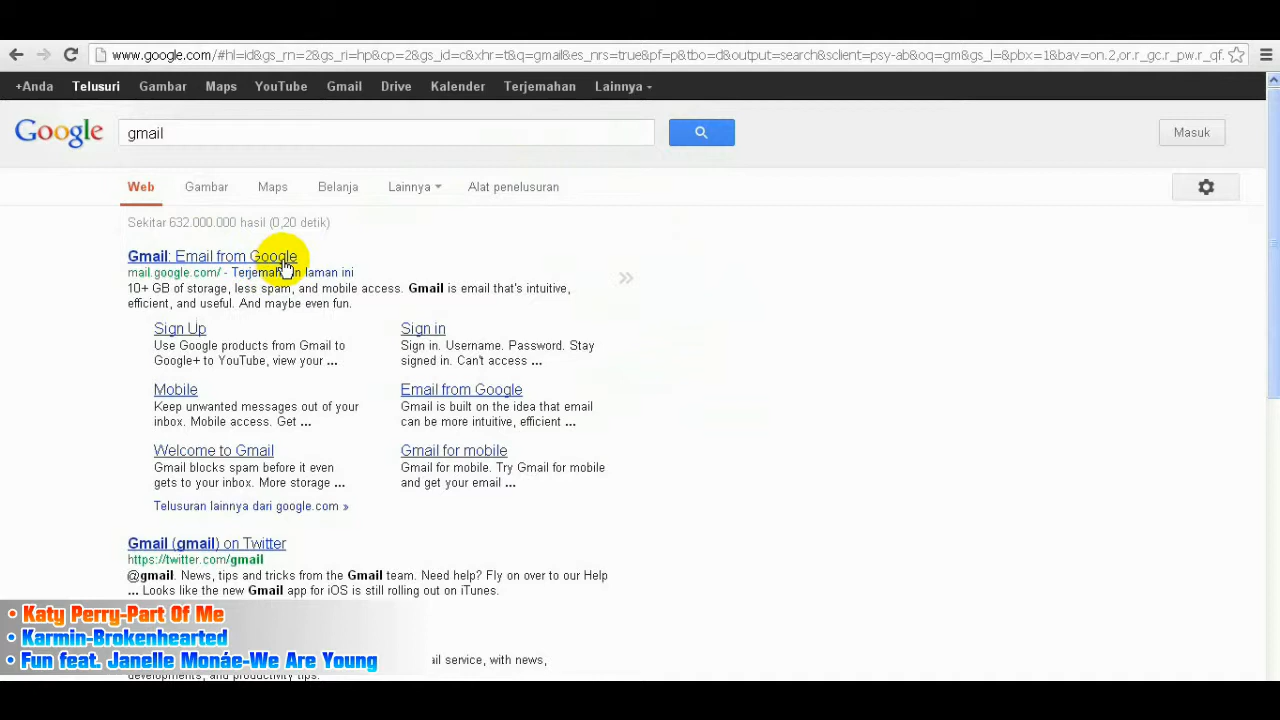 www.google.com/#hl=id&gs_rn=2&gs_ri=hp&cp=2&gs_id=c&xhr=t&q=gmail&es_nrs=true&pf=p&tbo=d&output=search&sclient=psy-ab&oq=gm&gs_l=&pbx=1&bav=on.2,or.r_gc.r_pw.r_qf.
+Anda Telusuri Gambar Maps YouTube Gmail Drive Kalender Terjemahan Lainnya
Google gmail Masuk
Web Gambar Maps Belanja Lainnya Alat penelusuran
Sekitar 632.000.000 hasil (0,20 detik)
Gmail: Email from Google
mail.google.com/ - Terjemahkan laman ini
10+ GB of storage, less spam, and mobile access. Gmail is email that's intuitive,
efficient, and useful. And maybe even fun.
Sign Up
Use Google products from Gmail to
Google+ to YouTube, view your ...
Sign in
Sign in. Username. Password. Stay
signed in. Can't access ...
Mobile
Keep unwanted messages out of your
inbox. Mobile access. Get ...
Email from Google
Gmail is built on the idea that email
can be more intuitive, efficient ...
Welcome to Gmail
Gmail blocks spam before it even
gets to your inbox. More storage ...
Gmail for mobile
Gmail for mobile. Try Gmail for mobile
and get your email ...
Telusuran lainnya dari google.com »
Gmail (gmail) on Twitter
https://twitter.com/gmail
@gmail. News, tips and tricks from the Gmail team. Need help? Fly on over to our Help
... Looks like the new Gmail app for iOS is still rolling out on iTunes.
• Katy Perry-Part Of Me
• Karmin-Brokenhearted
• Fun feat. Janelle Monáe-We Are Young
service, with news,
developments, and productivity tips.